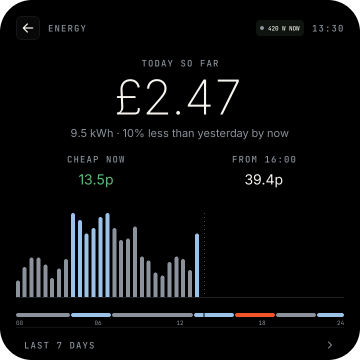 ENERGY
420 W NOW
13:30
TODAY SO FAR
£2.47
9.5 kWh · 10% less than yesterday by now
CHEAP NOW
FROM 16:00
13.5p
39.4p
00 06 12 18 24
LAST 7 DAYS